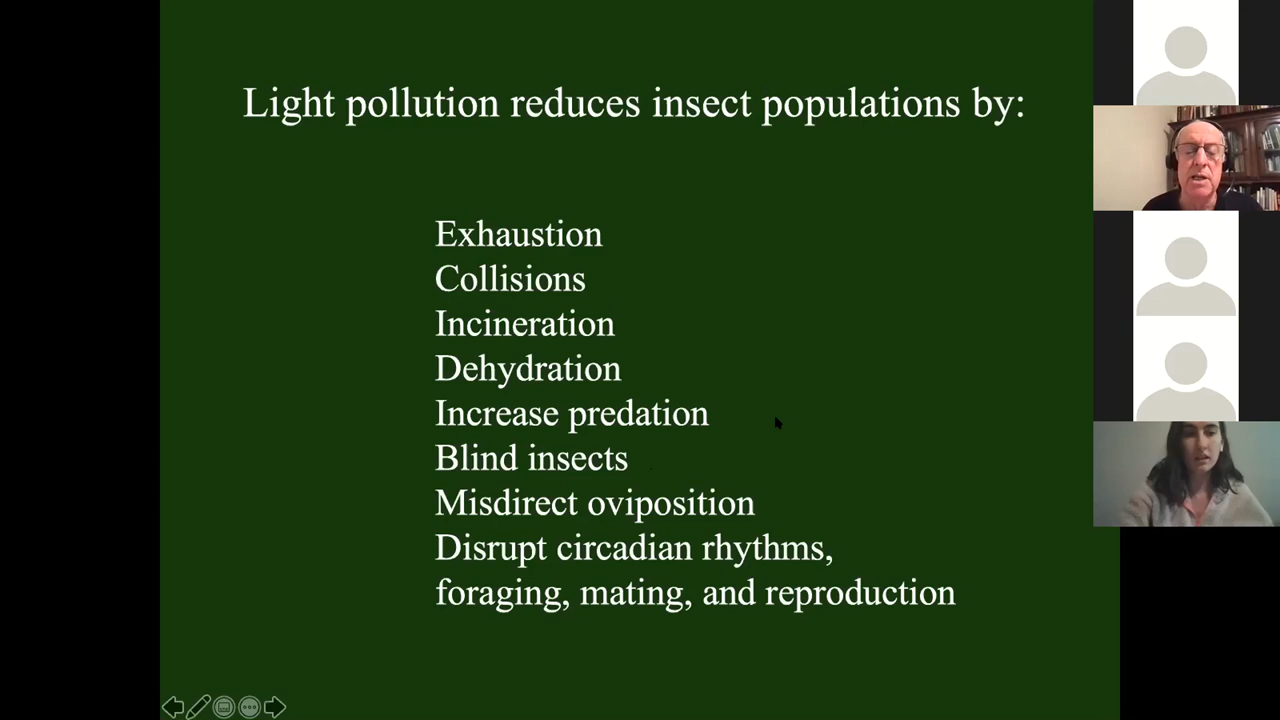 Light pollution reduces insect populations by:
Exhaustion
Collisions
Incineration
Dehydration
Increase predation
Blind insects
Misdirect oviposition
Disrupt circadian rhythms,
foraging, mating, and reproduction